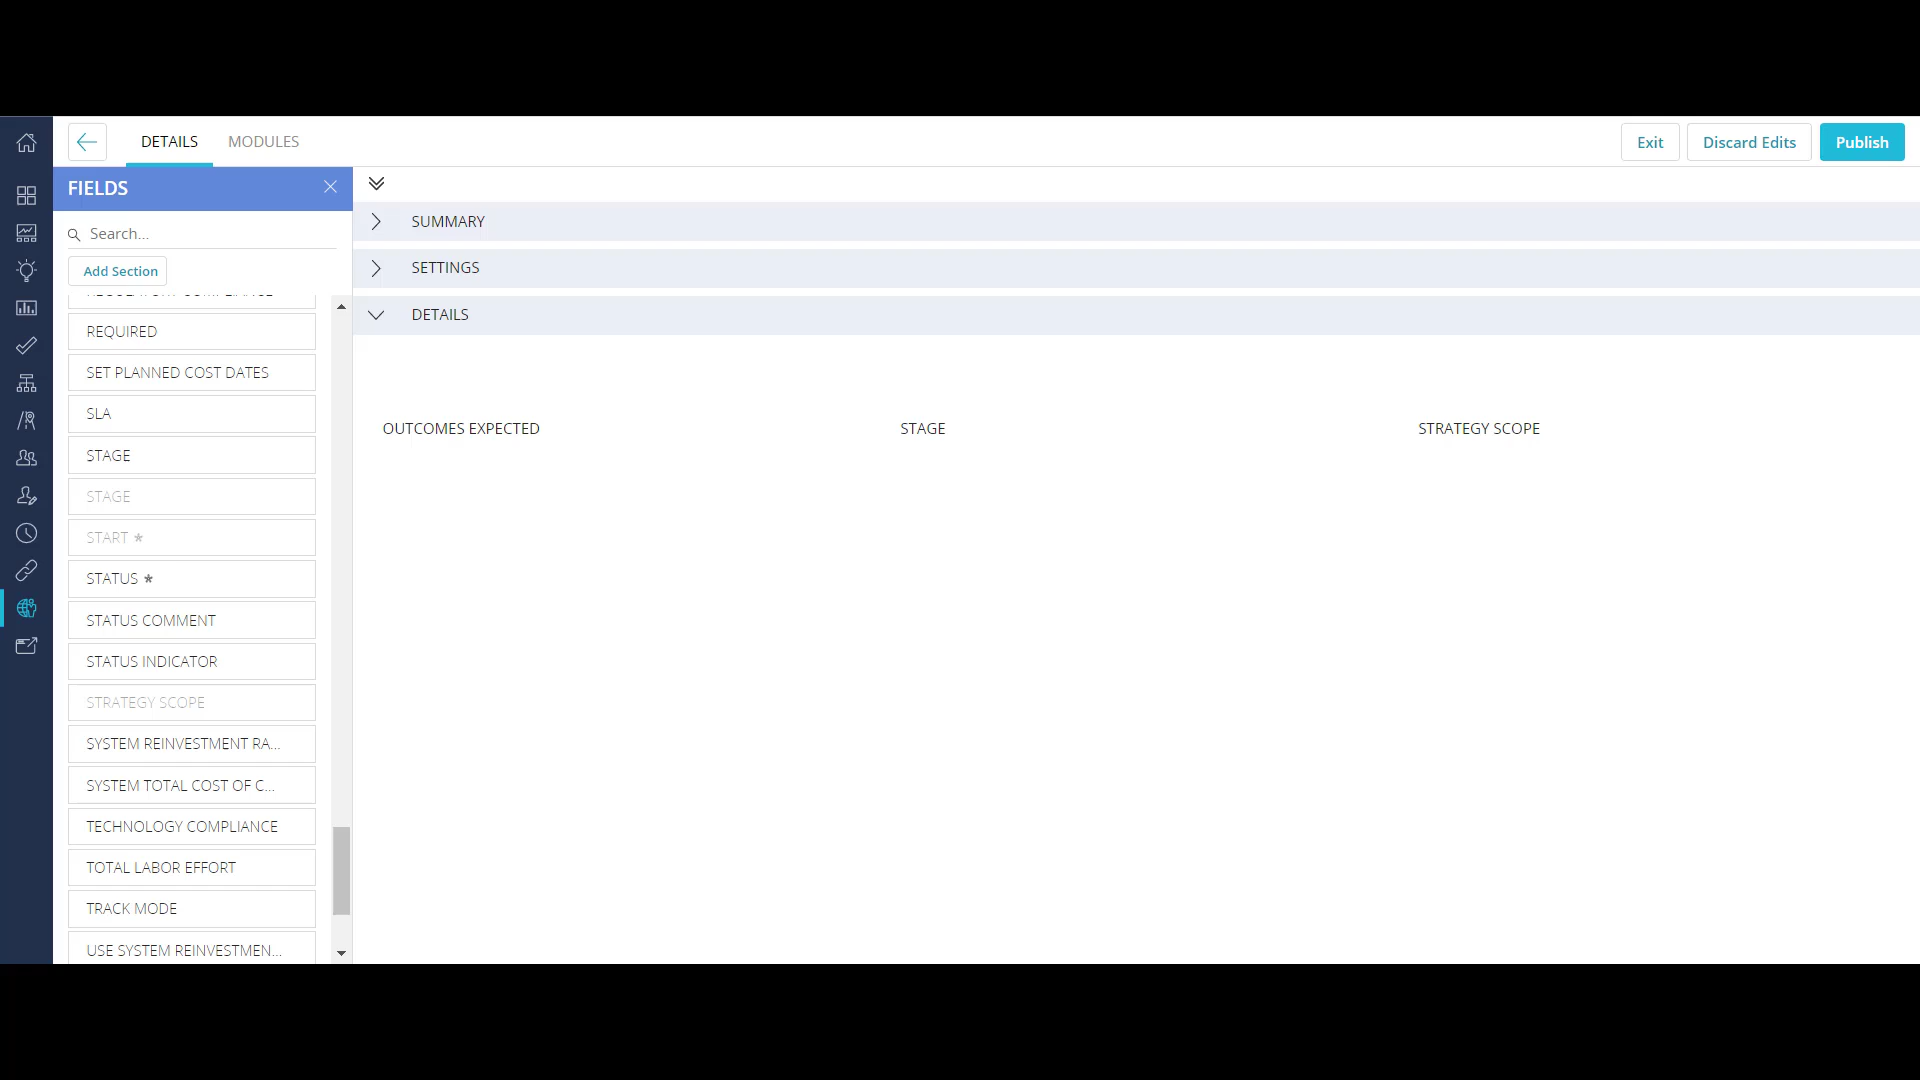 DETAILS MODULES
Exit Discard Edits Publish
FIELDS
Search...
Add Section
REQUIRED
SET PLANNED COST DATES
SLA
STAGE
STAGE
START *
STATUS *
STATUS COMMENT
STATUS INDICATOR
STRATEGY SCOPE
SYSTEM REINVESTMENT RA...
SYSTEM TOTAL COST OF C...
TECHNOLOGY COMPLIANCE
TOTAL LABOR EFFORT
TRACK MODE
USE SYSTEM REINVESTMEN...
SUMMARY
SETTINGS
DETAILS
OUTCOMES EXPECTED STAGE STRATEGY SCOPE